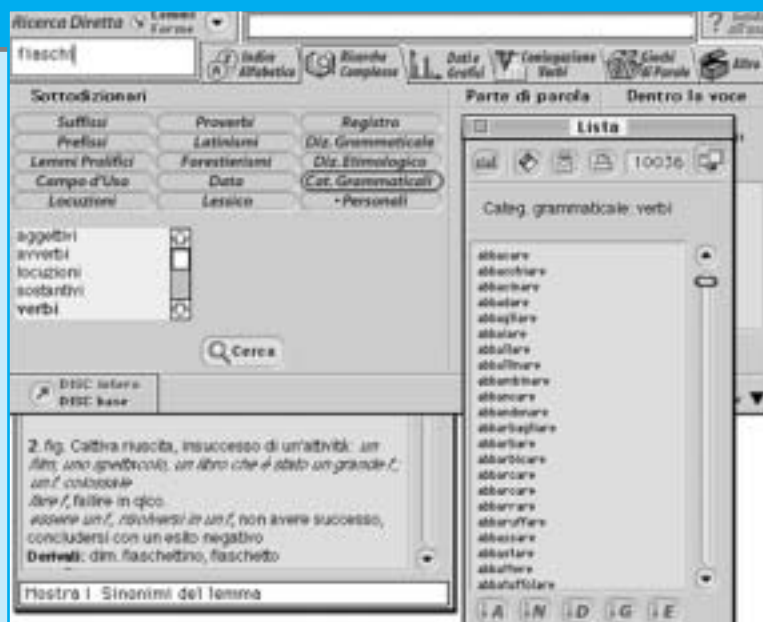 Ricerca Diretta Lemmi Forme
fiaschi
Indice Alfabetico Ricerche Complesse Dati e Grafici Coniugazione Verbi Giochi di Parole Altro
Sottodizionari Parte di parola Dentro la voce
Suffissi Proverbi Registro
Prefissi Latinismi Diz. Grammaticale
Lemmi Prolifici Forestierismi Diz. Etimologico
Campo d'Uso Data Cat. Grammaticali
Locuzioni Lessico • Personali
aggettivi
avverbi
locuzioni
sostantivi
verbi
Cerca
DISC intero
DISC base
2. fig. Cattiva riuscita, insuccesso di un'attività: un
film, uno spettacolo, un libro che è stato un grande f.;
un f. colossale
fare f., fallire in qlco.
essere un f., risolversi in un f., non avere successo,
concludersi con un esito negativo
Derivati: dim. fiaschettino, fiaschetto
Mostra i Sinonimi del lemma
Lista
10036
Categ. grammaticale: verbi
abbacare
abbacchiare
abbacinare
abbadare
abbagliare
abbaiare
abballare
abballinare
abbambinare
abbancare
abbandonare
abbarbagliare
abbarbare
abbarbicare
abbarcare
abbarcare
abbarrare
abbaruffare
abbassare
abbastare
abbattere
abbatuffolare
A N D G E